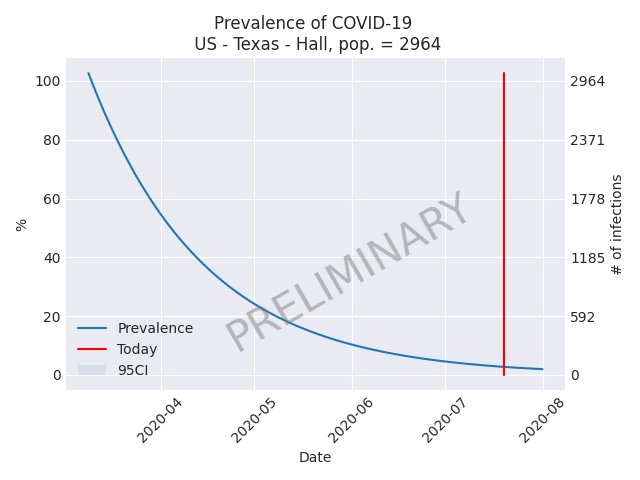 Prevalence of COVID-19
US - Texas - Hall, pop. = 2964
100
80
60
40
20
0
%
2964
2371
1778
1185
592
0
# of infections
PRELIMINARY
Prevalence
Today
95CI
2020-04
2020-05
2020-06
2020-07
2020-08
Date